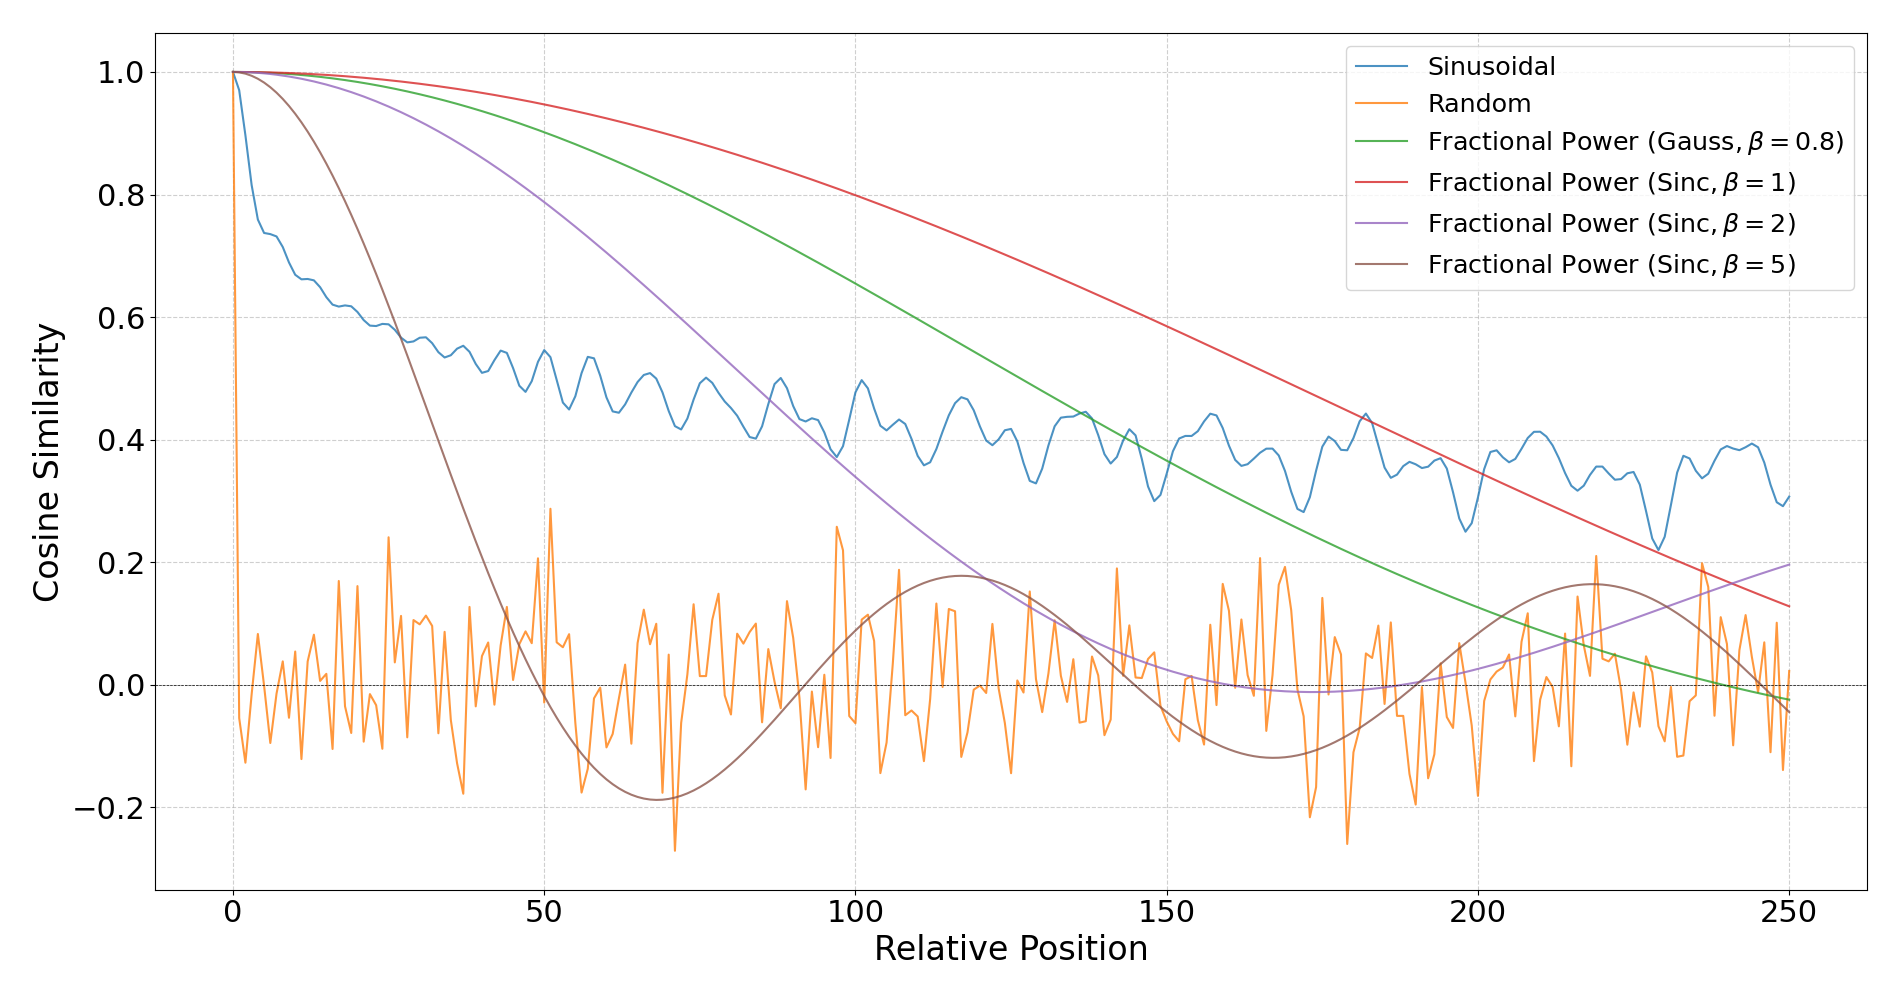 1.0
0.8
0.6
0.4
0.2
0.0
−0.2
Cosine Similarity
0 50 100 150 200 250
Relative Position
Sinusoidal
Random
Fractional Power (Gauss, β = 0.8)
Fractional Power (Sinc, β = 1)
Fractional Power (Sinc, β = 2)
Fractional Power (Sinc, β = 5)